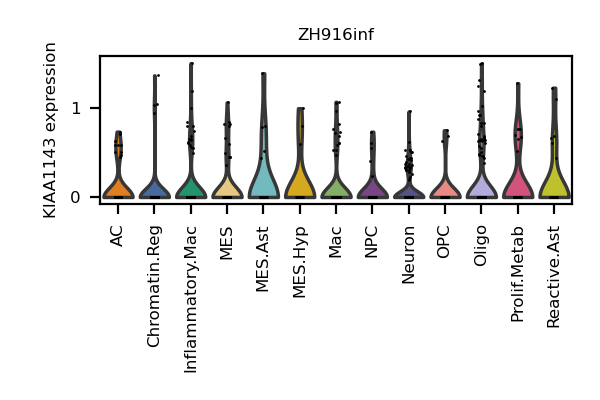 ZH916inf
KIAA1143 expression
1
0
AC
Chromatin.Reg
Inflammatory.Mac
MES
MES.Ast
MES.Hyp
Mac
NPC
Neuron
OPC
Oligo
Prolif.Metab
Reactive.Ast